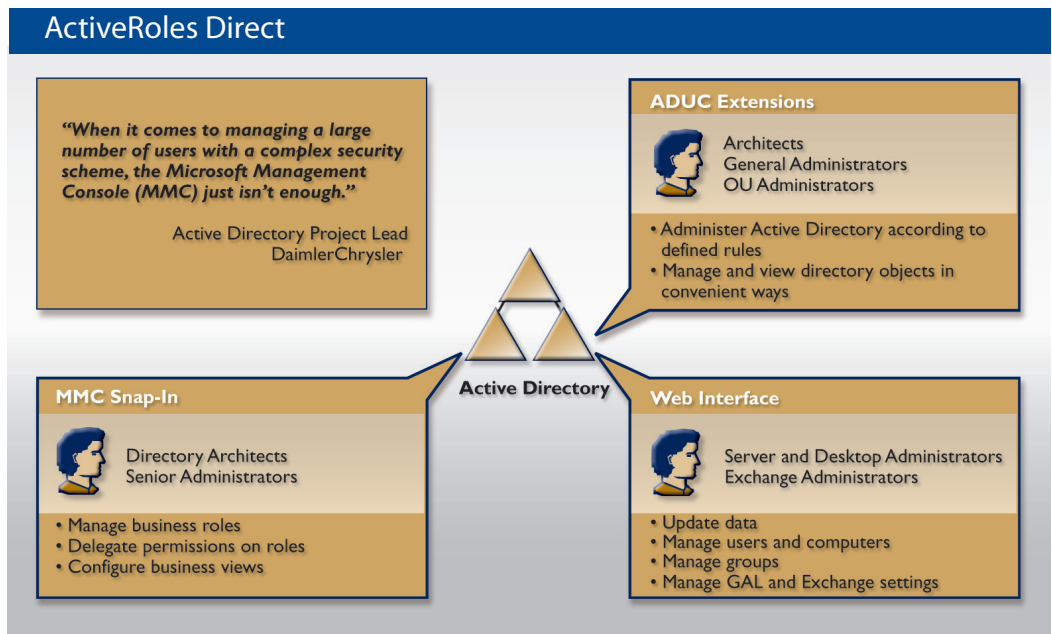 ActiveRoles Direct
“When it comes to managing a large
number of users with a complex security
scheme, the Microsoft Management
Console (MMC) just isn’t enough.”
Active Directory Project Lead
DaimlerChrysler
ADUC Extensions
Architects
General Administrators
OU Administrators
• Administer Active Directory according to
defined rules
• Manage and view directory objects in
convenient ways
Active Directory
MMC Snap-In
Directory Architects
Senior Administrators
• Manage business roles
• Delegate permissions on roles
• Configure business views
Web Interface
Server and Desktop Administrators
Exchange Administrators
• Update data
• Manage users and computers
• Manage groups
• Manage GAL and Exchange settings